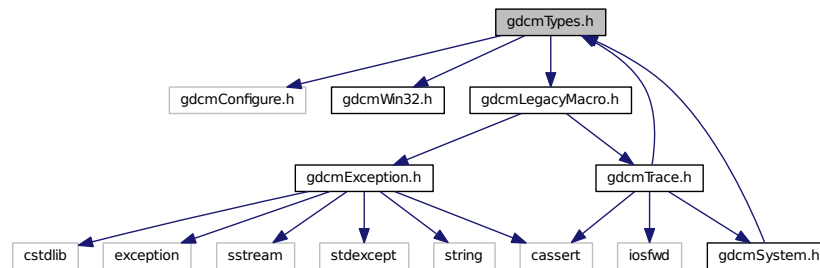 gdcmTypes.h
gdcmConfigure.h
gdcmWin32.h
gdcmLegacyMacro.h
gdcmException.h
gdcmTrace.h
cstdlib
exception
sstream
stdexcept
string
cassert
iosfwd
gdcmSystem.h